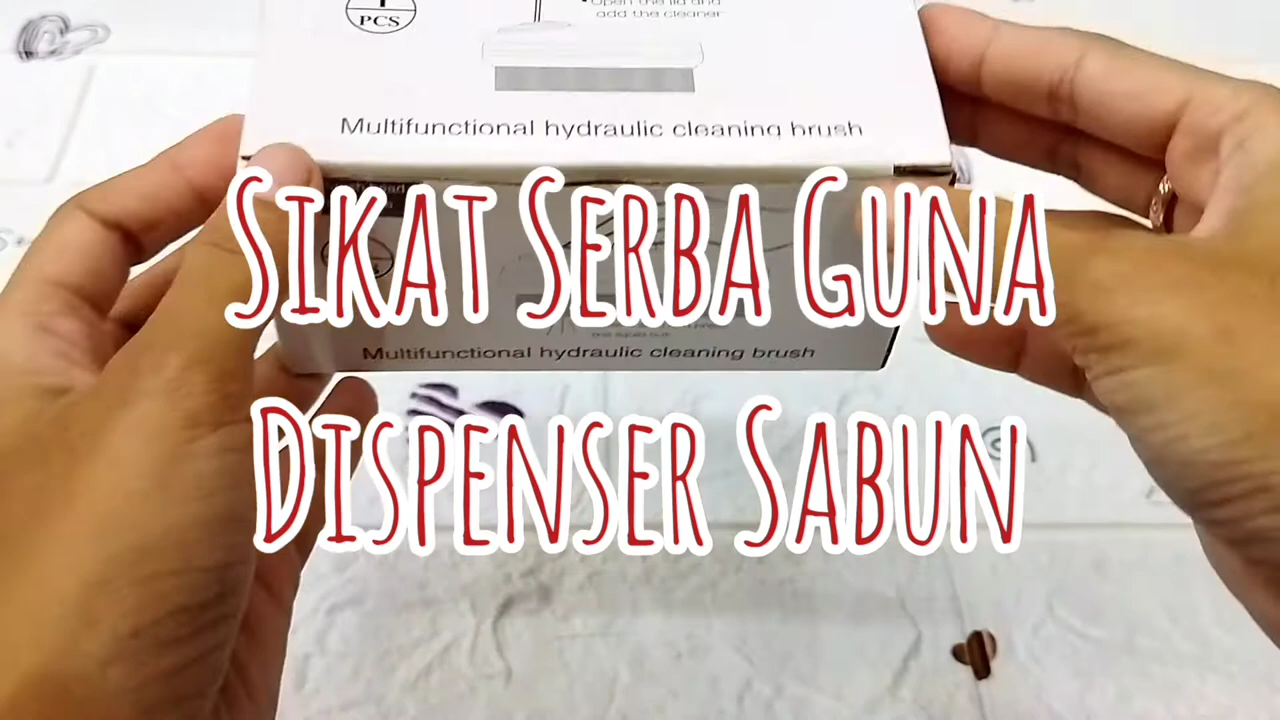 PCS
Open the lid and
add the cleaner
Multifunctional hydraulic cleaning brush
SIKAT SERBA GUNA
Multifunctional hydraulic cleaning brush
DISPENSER SABUN